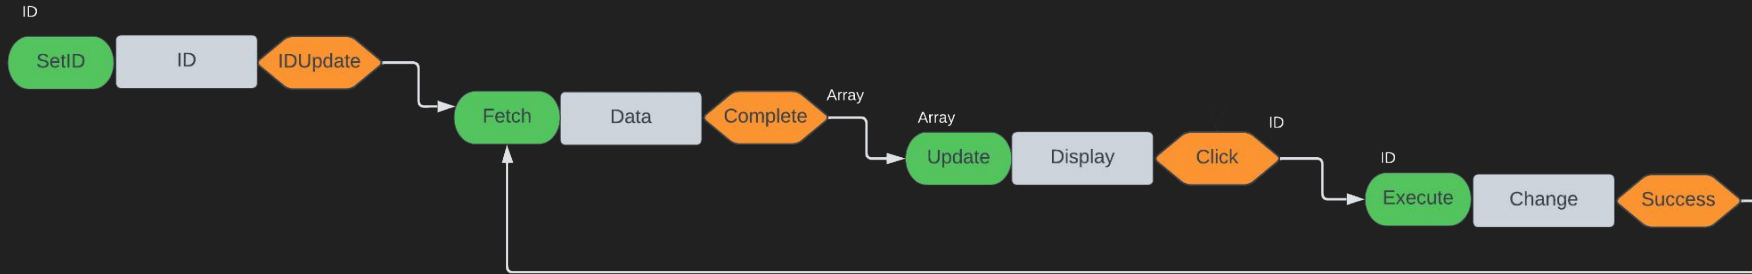 ID
SetID
ID
IDUpdate
Fetch
Data
Complete
Array
Array
Update
Display
Click
ID
ID
Execute
Change
Success